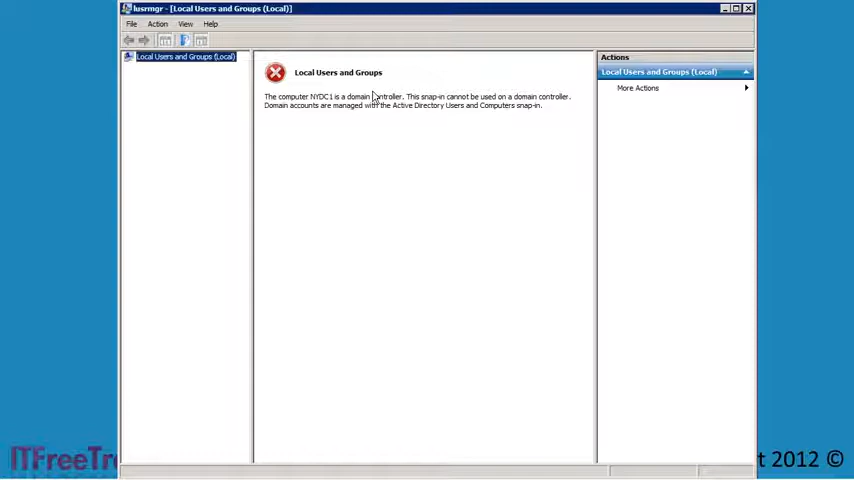 lusrmgr - [Local Users and Groups (Local)]
File Action View Help
Local Users and Groups (Local)
Local Users and Groups
The computer NYDC1 is a domain controller. This snap-in cannot be used on a domain controller.
Domain accounts are managed with the Active Directory Users and Computers snap-in.
Actions
Local Users and Groups (Local)
More Actions
ITFreeTr
t 2012 ©